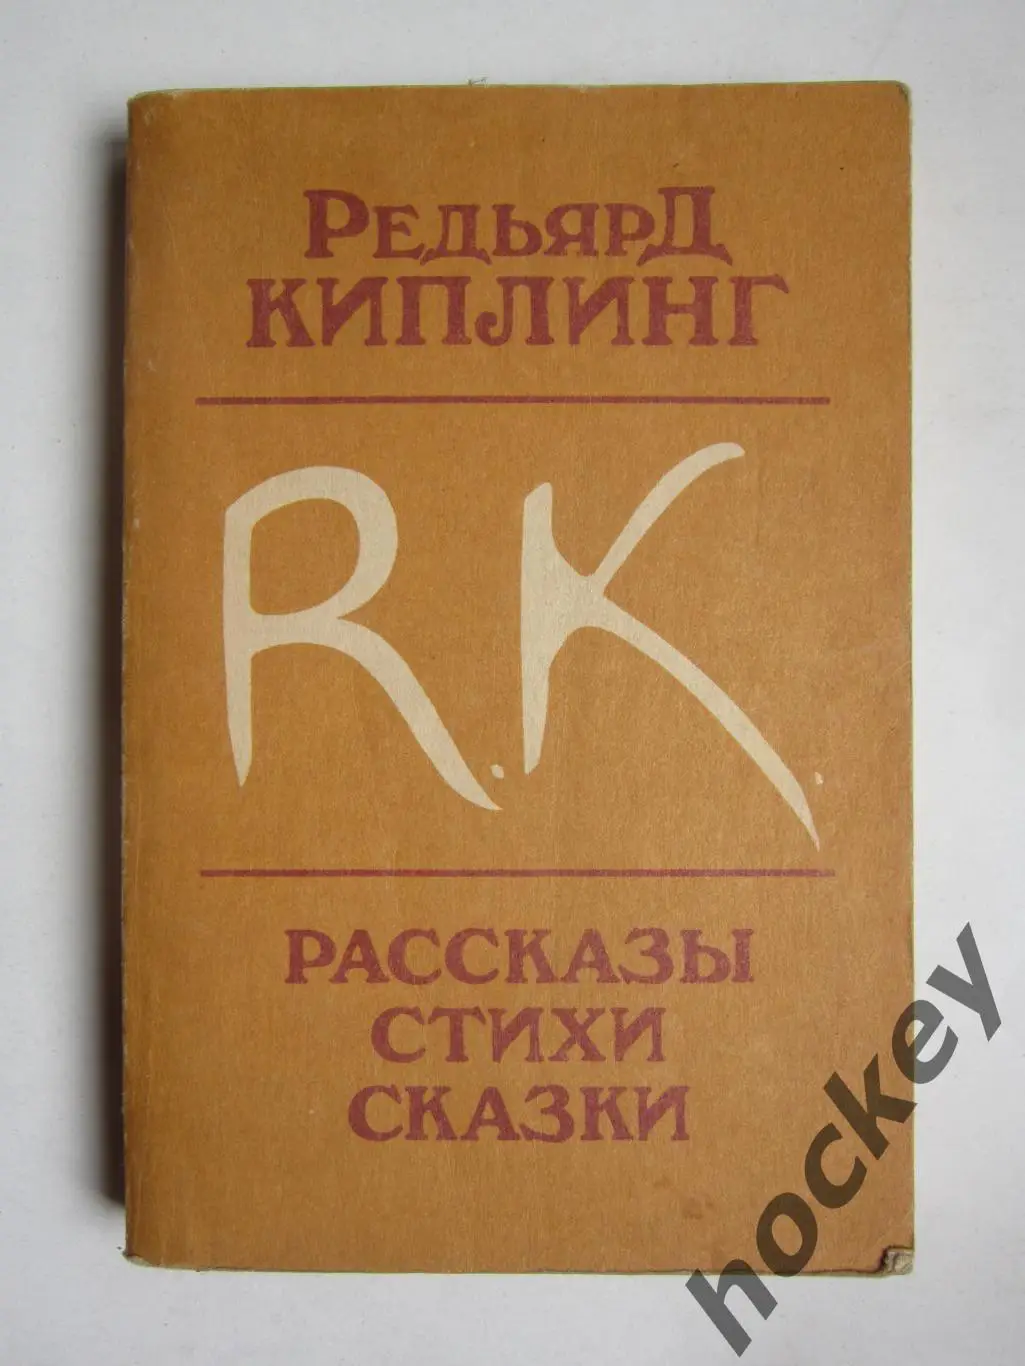 Редьярд
Киплинг
R.K.
Рассказы
стихи
сказки
hockey